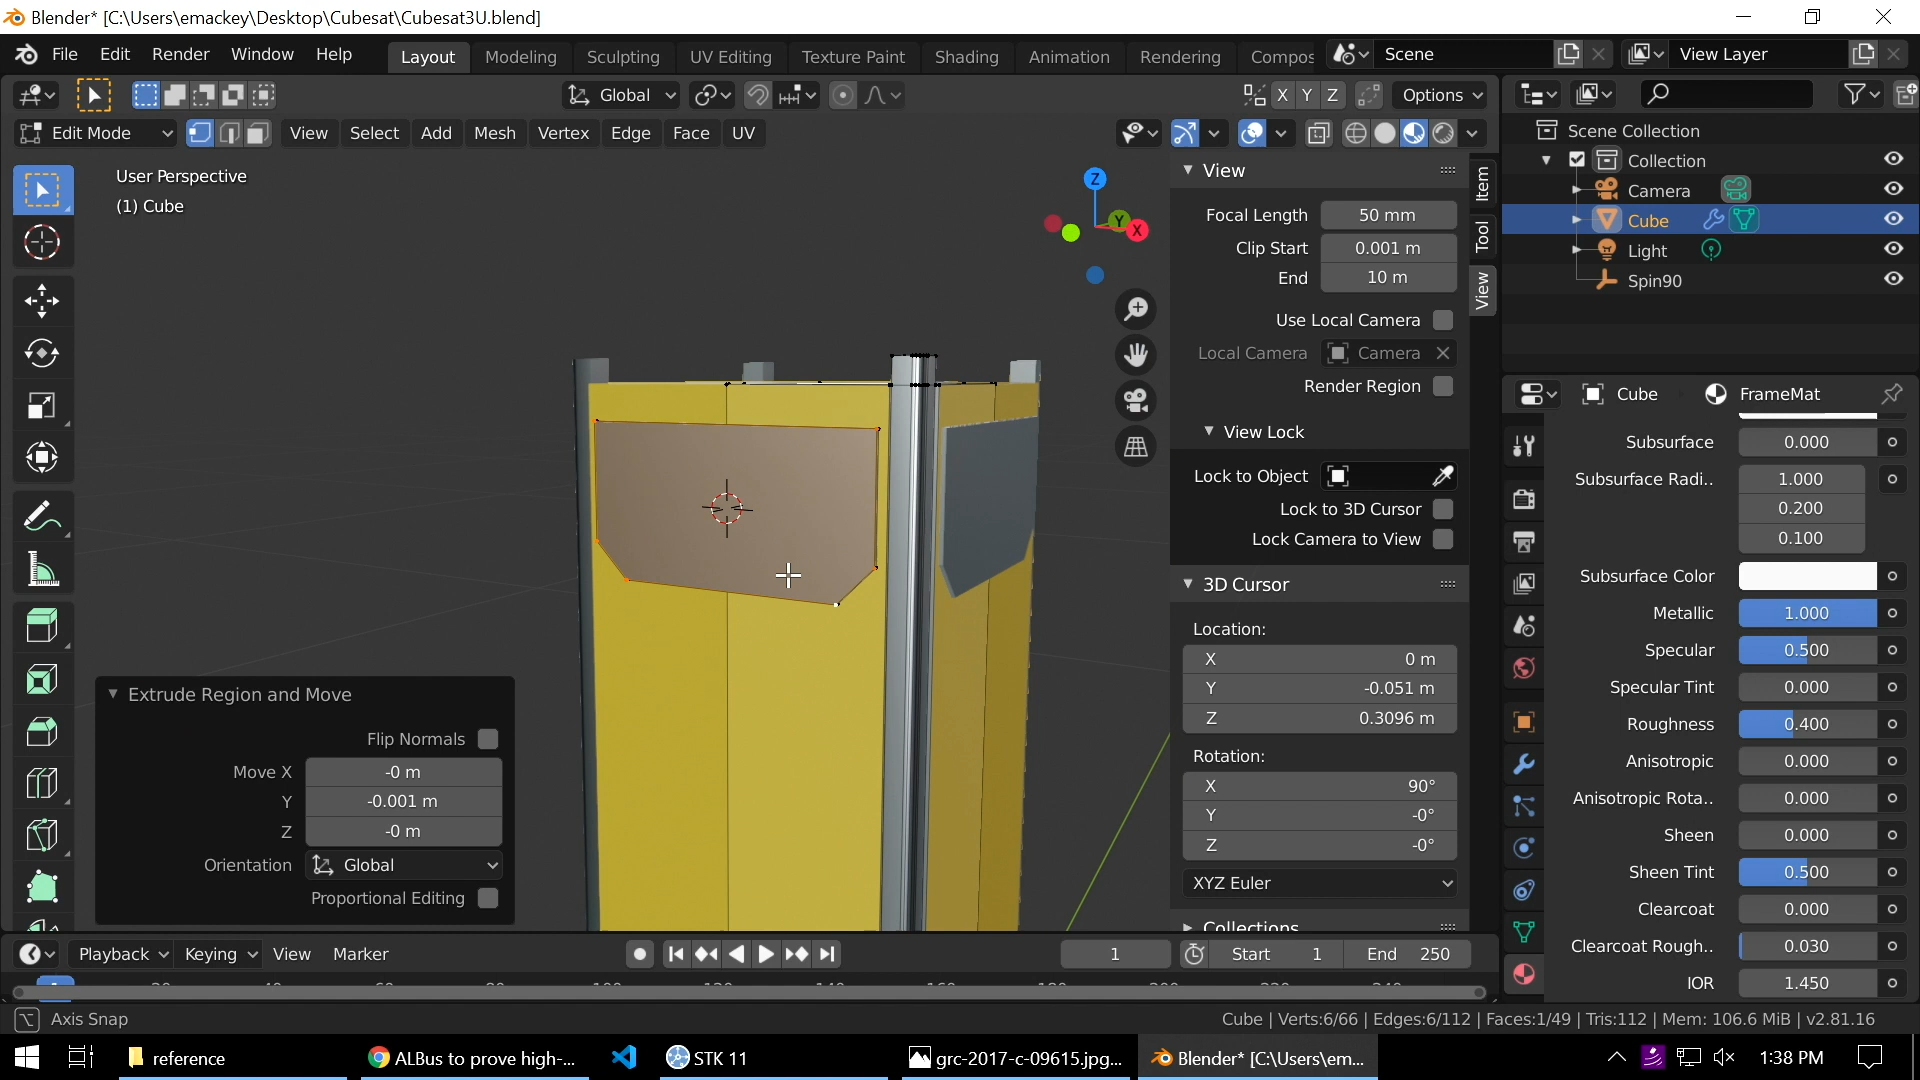 Blender* [C:\Users\emackey\Desktop\Cubesat\Cubesat3U.blend]
File Edit Render Window Help Layout Modeling Sculpting UV Editing Texture Paint Shading Animation Rendering Compos Scene View Layer
Global X Y Z Options
Edit Mode View Select Add Mesh Vertex Edge Face UV
User Perspective
(1) Cube
Z
Y
X
View
Focal Length 50 mm
Clip Start 0.001 m
End 10 m
Use Local Camera
Local Camera Camera
Render Region
View Lock
Lock to Object
Lock to 3D Cursor
Lock Camera to View
3D Cursor
Location:
X 0 m
Y -0.051 m
Z 0.3096 m
Rotation:
X 90°
Y -0°
Z -0°
XYZ Euler
Collections
Item
Tool
View
Extrude Region and Move
Flip Normals
Move X -0 m
Y -0.001 m
Z -0 m
Orientation Global
Proportional Editing
Scene Collection
Collection
Camera
Cube
Light
Spin90
Cube FrameMat
Subsurface 0.000
Subsurface Radi.. 1.000
0.200
0.100
Subsurface Color
Metallic 1.000
Specular 0.500
Specular Tint 0.000
Roughness 0.400
Anisotropic 0.000
Anisotropic Rota.. 0.000
Sheen 0.000
Sheen Tint 0.500
Clearcoat 0.000
Clearcoat Rough.. 0.030
IOR 1.450
Playback Keying View Marker 1 Start 1 End 250
Axis Snap Cube | Verts:6/66 | Edges:6/112 | Faces:1/49 | Tris:112 | Mem: 106.6 MiB | v2.81.16
reference ALBus to prove high-... STK 11 grc-2017-c-09615.jpg... Blender* [C:\Users\em... 1:38 PM